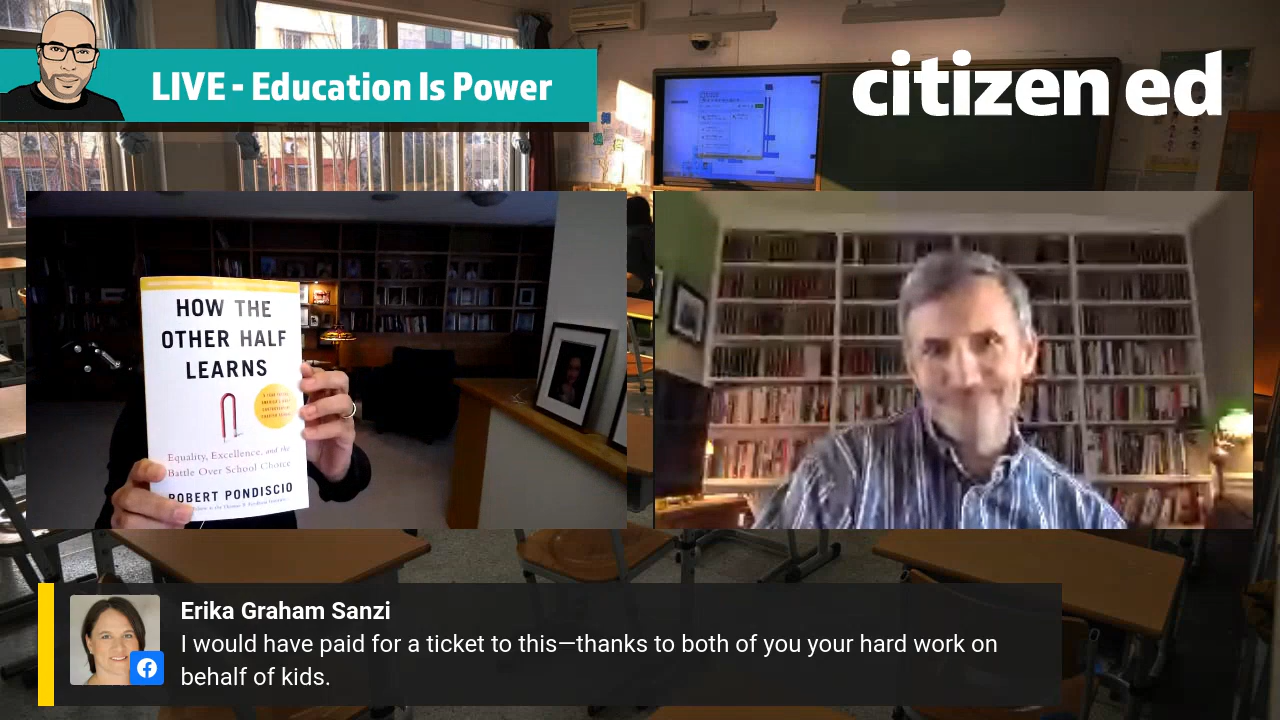 LIVE - Education Is Power
citizen ed
HOW THE
OTHER HALF
LEARNS
Equality, Excellence, and the
Battle Over School Choice
ROBERT PONDISCIO
Erika Graham Sanzi
I would have paid for a ticket to this—thanks to both of you your hard work on
behalf of kids.